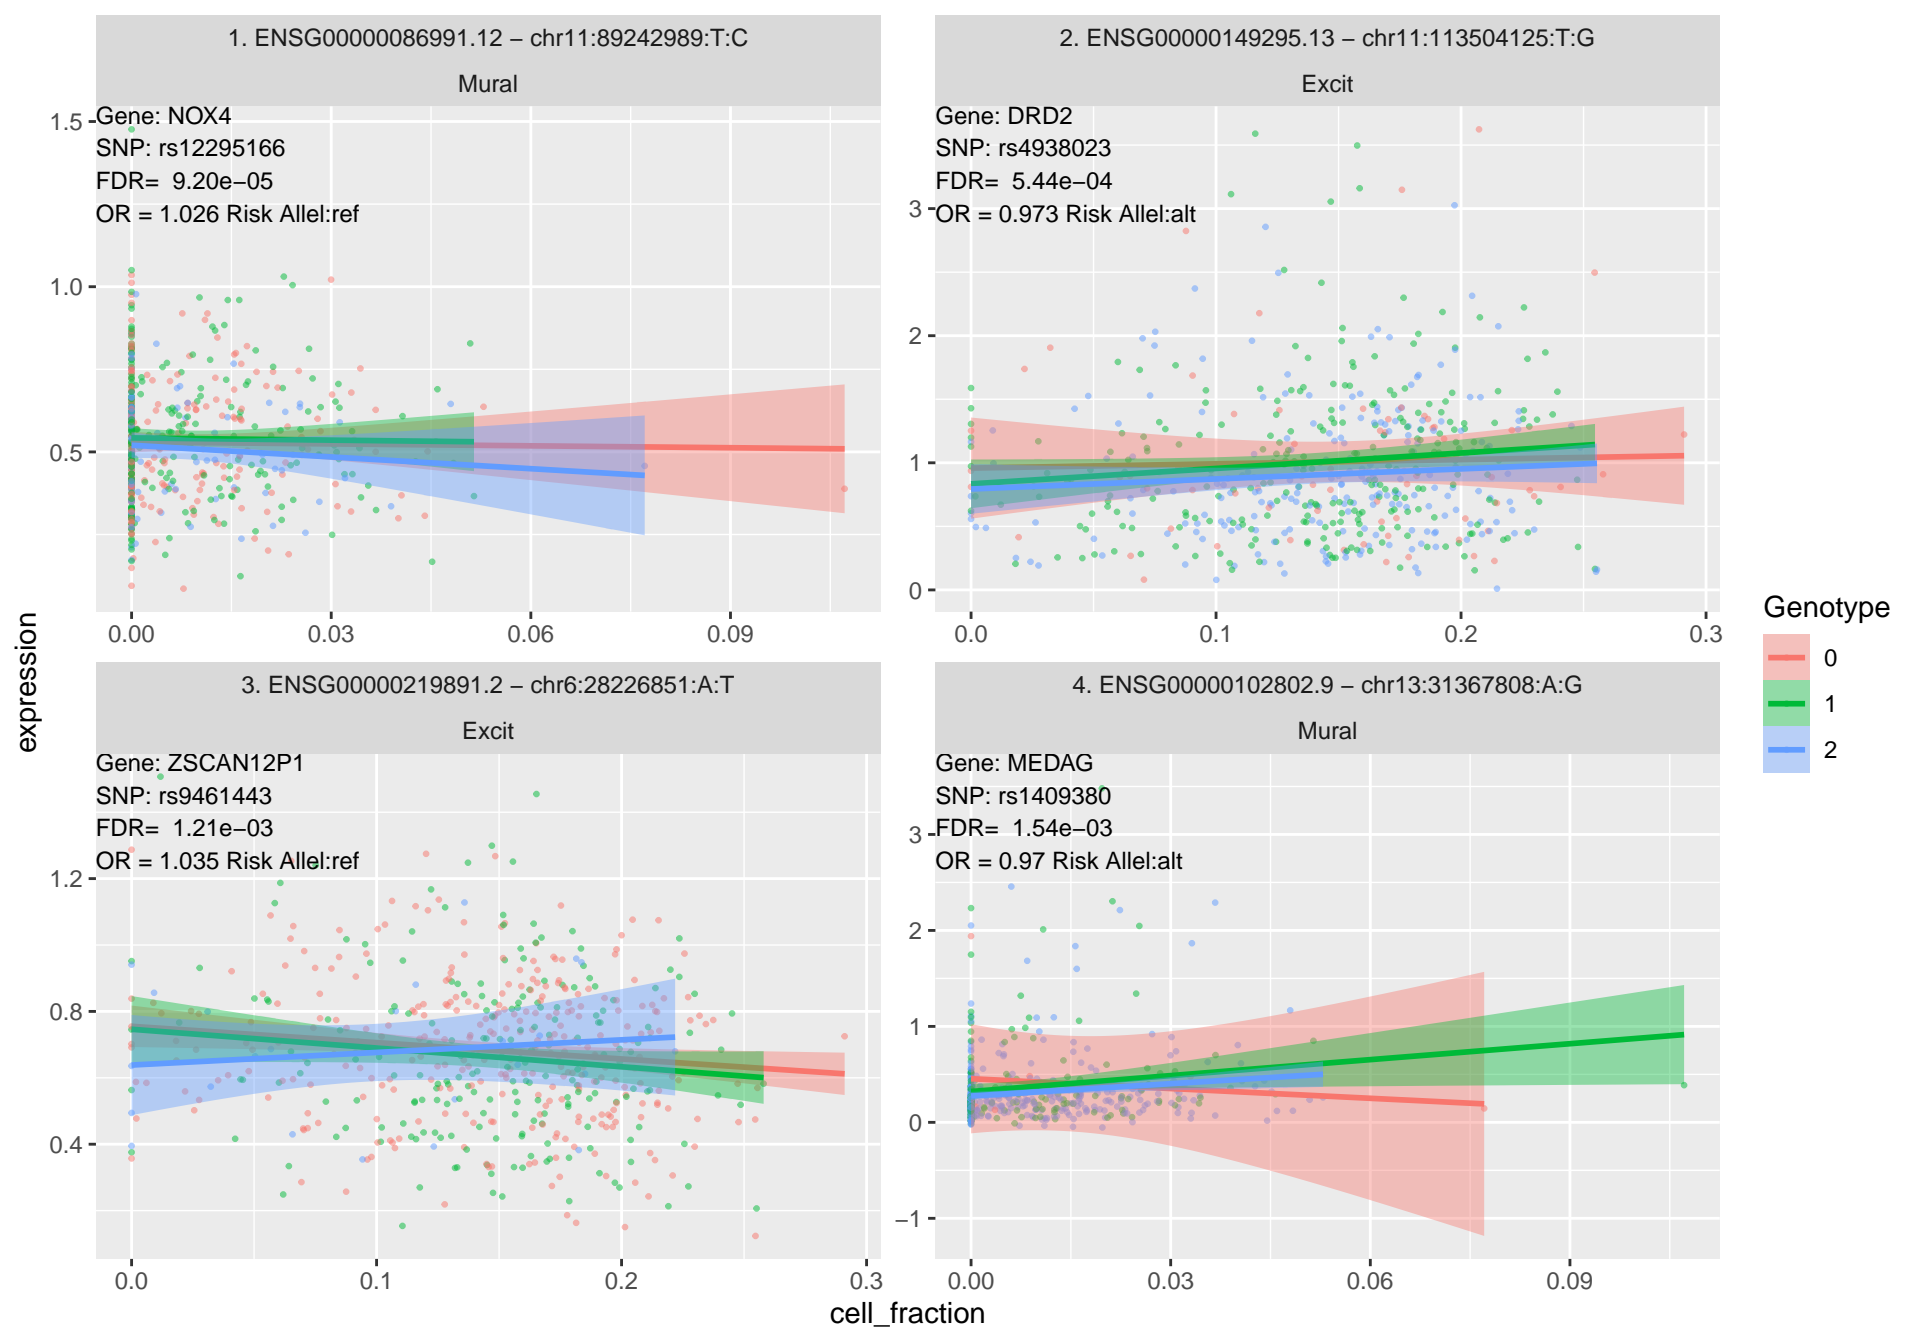 1. ENSG00000086991.12 − chr11:89242989:T:C
Mural
Gene: NOX4
SNP: rs12295166
FDR=  9.20e−05
OR = 1.026 Risk Allel:ref
1.5
1.0
0.5
0.00
0.03
0.06
0.09
2. ENSG00000149295.13 − chr11:113504125:T:G
Excit
Gene: DRD2
SNP: rs4938023
FDR=  5.44e−04
OR = 0.973 Risk Allel:alt
3
2
1
0
0.0
0.1
0.2
0.3
3. ENSG00000219891.2 − chr6:28226851:A:T
Excit
Gene: ZSCAN12P1
SNP: rs9461443
FDR=  1.21e−03
OR = 1.035 Risk Allel:ref
1.2
0.8
0.4
0.0
0.1
0.2
0.3
4. ENSG00000102802.9 − chr13:31367808:A:G
Mural
Gene: MEDAG
SNP: rs1409380
FDR=  1.54e−03
OR = 0.97 Risk Allel:alt
3
2
1
0
−1
0.00
0.03
0.06
0.09
expression
cell_fraction
Genotype
0
1
2